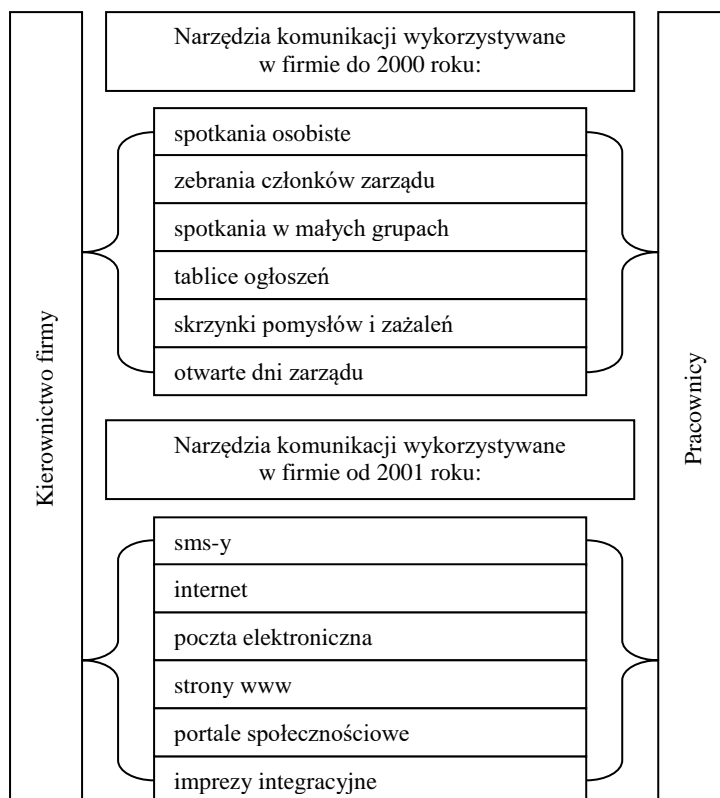 Kierownictwo firmy
Narzędzia komunikacji wykorzystywane
w firmie do 2000 roku:
spotkania osobiste
zebrania członków zarządu
spotkania w małych grupach
tablice ogłoszeń
skrzynki pomysłów i zażaleń
otwarte dni zarządu
Narzędzia komunikacji wykorzystywane
w firmie od 2001 roku:
sms-y
internet
poczta elektroniczna
strony www
portale społecznościowe
imprezy integracyjne
Pracownicy